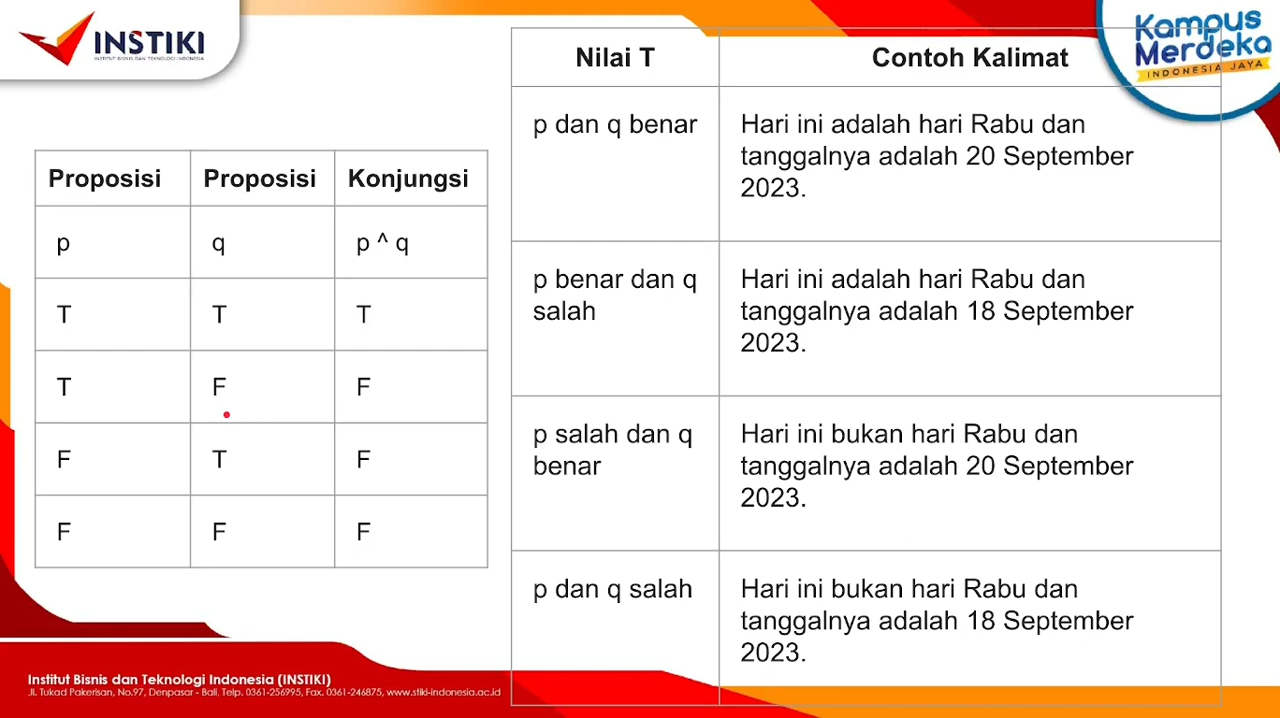 INSTIKI
INSTITUT BISNIS DAN TEKNOLOGI INDONESIA
Kampus
Merdeka
INDONESIA JAYA
Proposisi Proposisi Konjungsi
p q p ^ q
T T T
T F F
F T F
F F F
Nilai T Contoh Kalimat
p dan q benar Hari ini adalah hari Rabu dan
tanggalnya adalah 20 September
2023.
p benar dan q Hari ini adalah hari Rabu dan
salah tanggalnya adalah 18 September
2023.
p salah dan q Hari ini bukan hari Rabu dan
benar tanggalnya adalah 20 September
2023.
p dan q salah Hari ini bukan hari Rabu dan
tanggalnya adalah 18 September
2023.
Institut Bisnis dan Teknologi Indonesia (INSTIKI)
Jl. Tukad Pakerisan, No.97, Denpasar - Bali, Telp. 0361-256995, Fax. 0361-246875, www.stiki-indonesia.ac.id